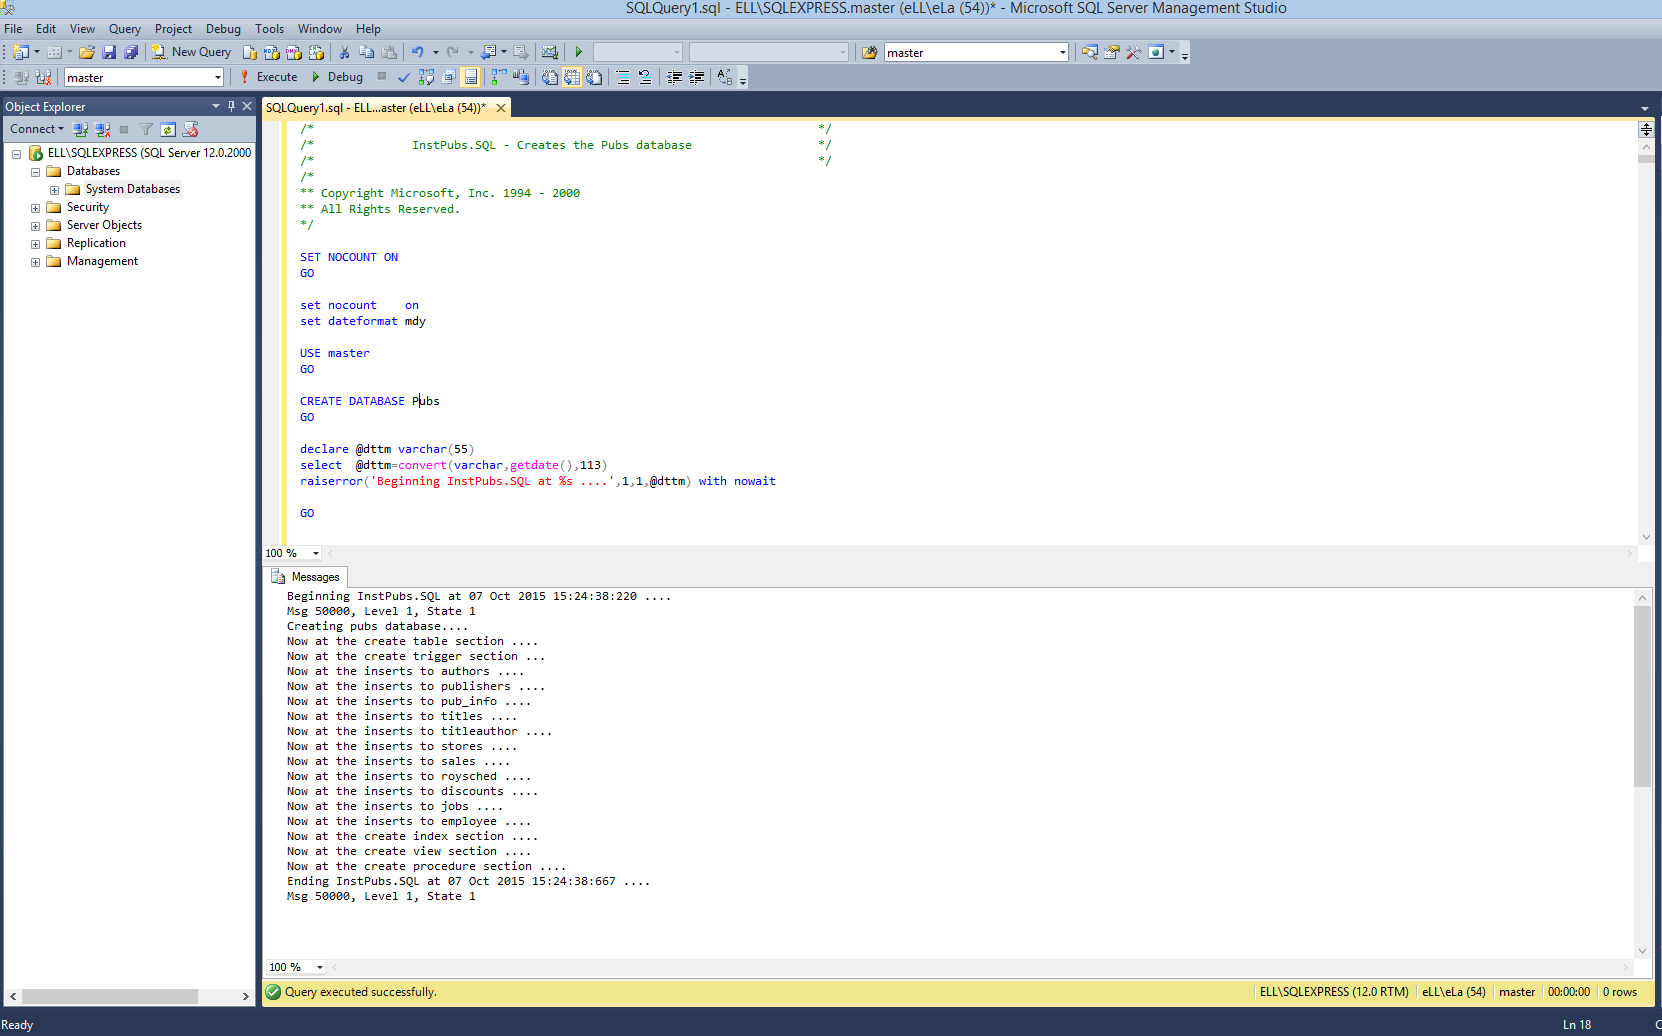 SQLQuery1.sql - ELL\SQLEXPRESS.master (eLL\eLa (54))* - Microsoft SQL Server Management Studio
File Edit View Query Project Debug Tools Window Help
New Query master
master Execute Debug
Object Explorer
Connect
ELL\SQLEXPRESS (SQL Server 12.0.2000
Databases
System Databases
Security
Server Objects
Replication
Management
SQLQuery1.sql - ELL...aster (eLL\eLa (54))*
/* */
/* InstPubs.SQL - Creates the Pubs database */
/* */
/*
** Copyright Microsoft, Inc. 1994 - 2000
** All Rights Reserved.
*/
SET NOCOUNT ON
GO
set nocount on
set dateformat mdy
USE master
GO
CREATE DATABASE Pubs
GO
declare @dttm varchar(55)
select @dttm=convert(varchar,getdate(),113)
raiserror('Beginning InstPubs.SQL at %s ....',1,1,@dttm) with nowait
GO
100 %
Messages
Beginning InstPubs.SQL at 07 Oct 2015 15:24:38:220 ....
Msg 50000, Level 1, State 1
Creating pubs database....
Now at the create table section ....
Now at the create trigger section ...
Now at the inserts to authors ....
Now at the inserts to publishers ....
Now at the inserts to pub_info ....
Now at the inserts to titles ....
Now at the inserts to titleauthor ....
Now at the inserts to stores ....
Now at the inserts to sales ....
Now at the inserts to roysched ....
Now at the inserts to discounts ....
Now at the inserts to jobs ....
Now at the inserts to employee ....
Now at the create index section ....
Now at the create view section ....
Now at the create procedure section ....
Ending InstPubs.SQL at 07 Oct 2015 15:24:38:667 ....
Msg 50000, Level 1, State 1
100 %
Query executed successfully. ELL\SQLEXPRESS (12.0 RTM) eLL\eLa (54) master 00:00:00 0 rows
Ready Ln 18 C